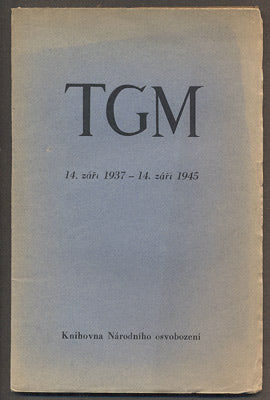 TGM
14. září 1937 – 14. září 1945
Knihovna Národního osvobození